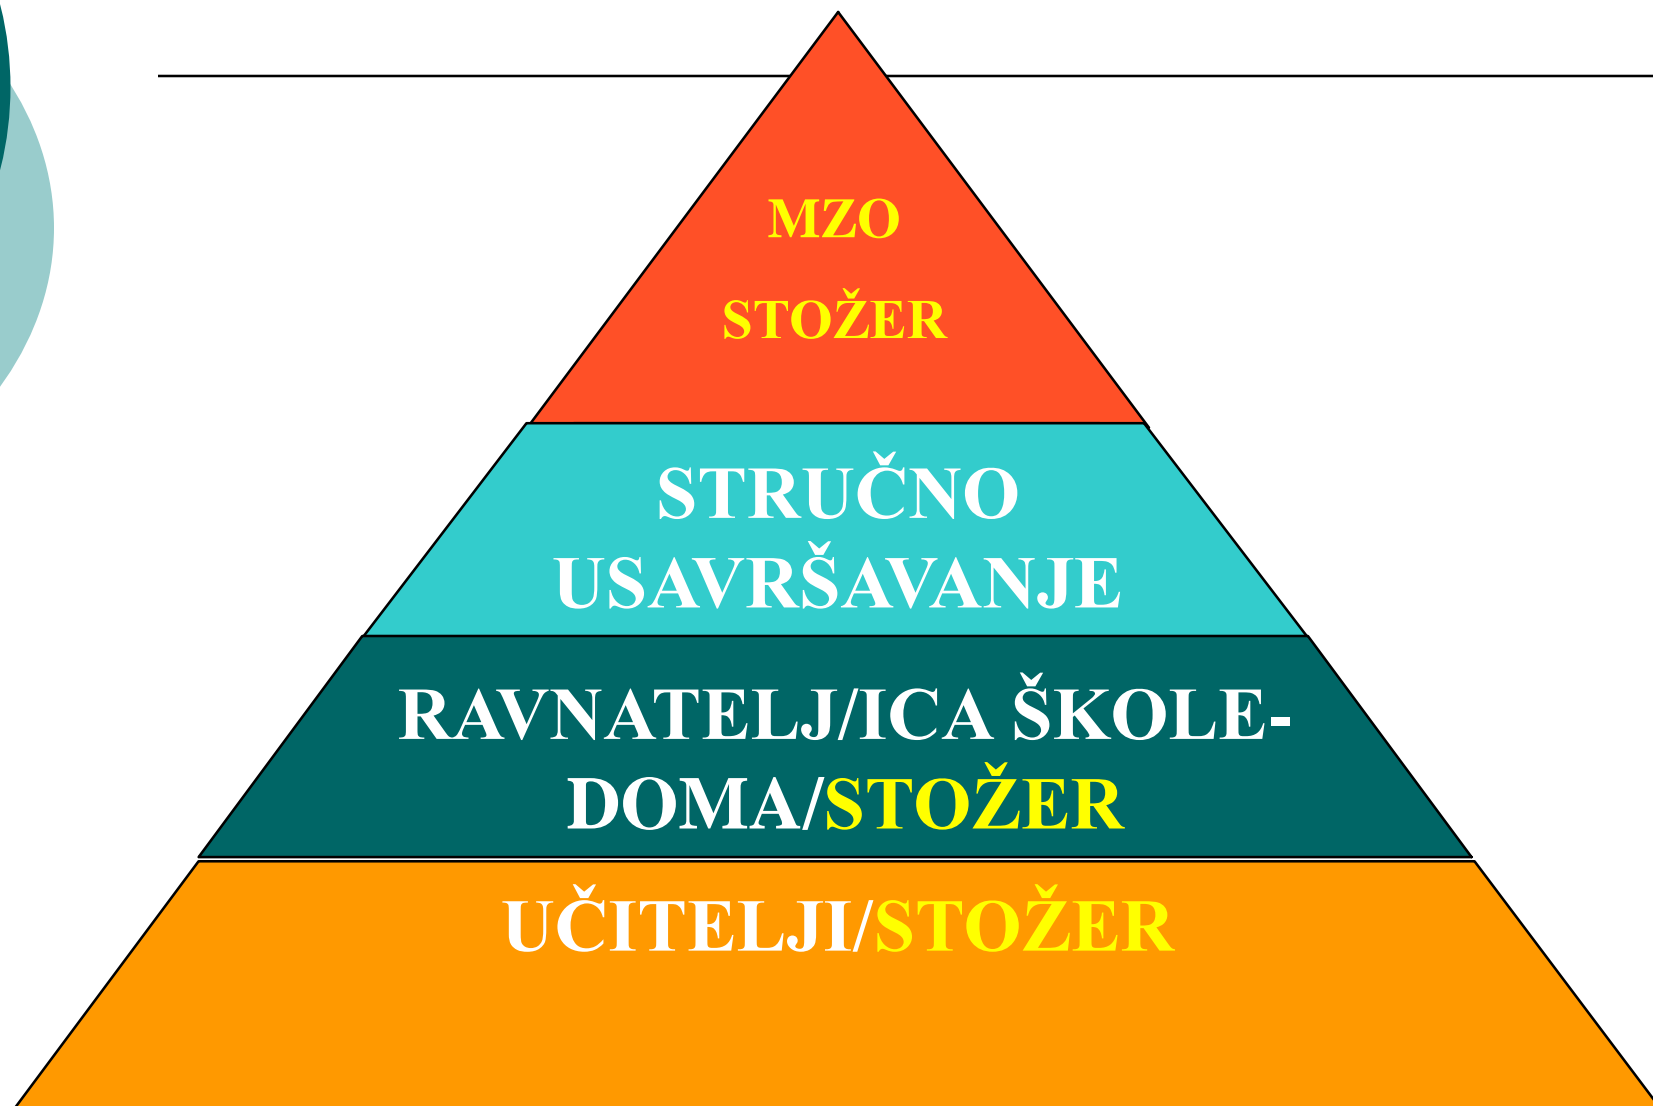 MZO
STOŽER
STRUČNO
USAVRŠAVANJE
RAVNATELJ/ICA ŠKOLE-
DOMA/STOŽER
UČITELJI/STOŽER